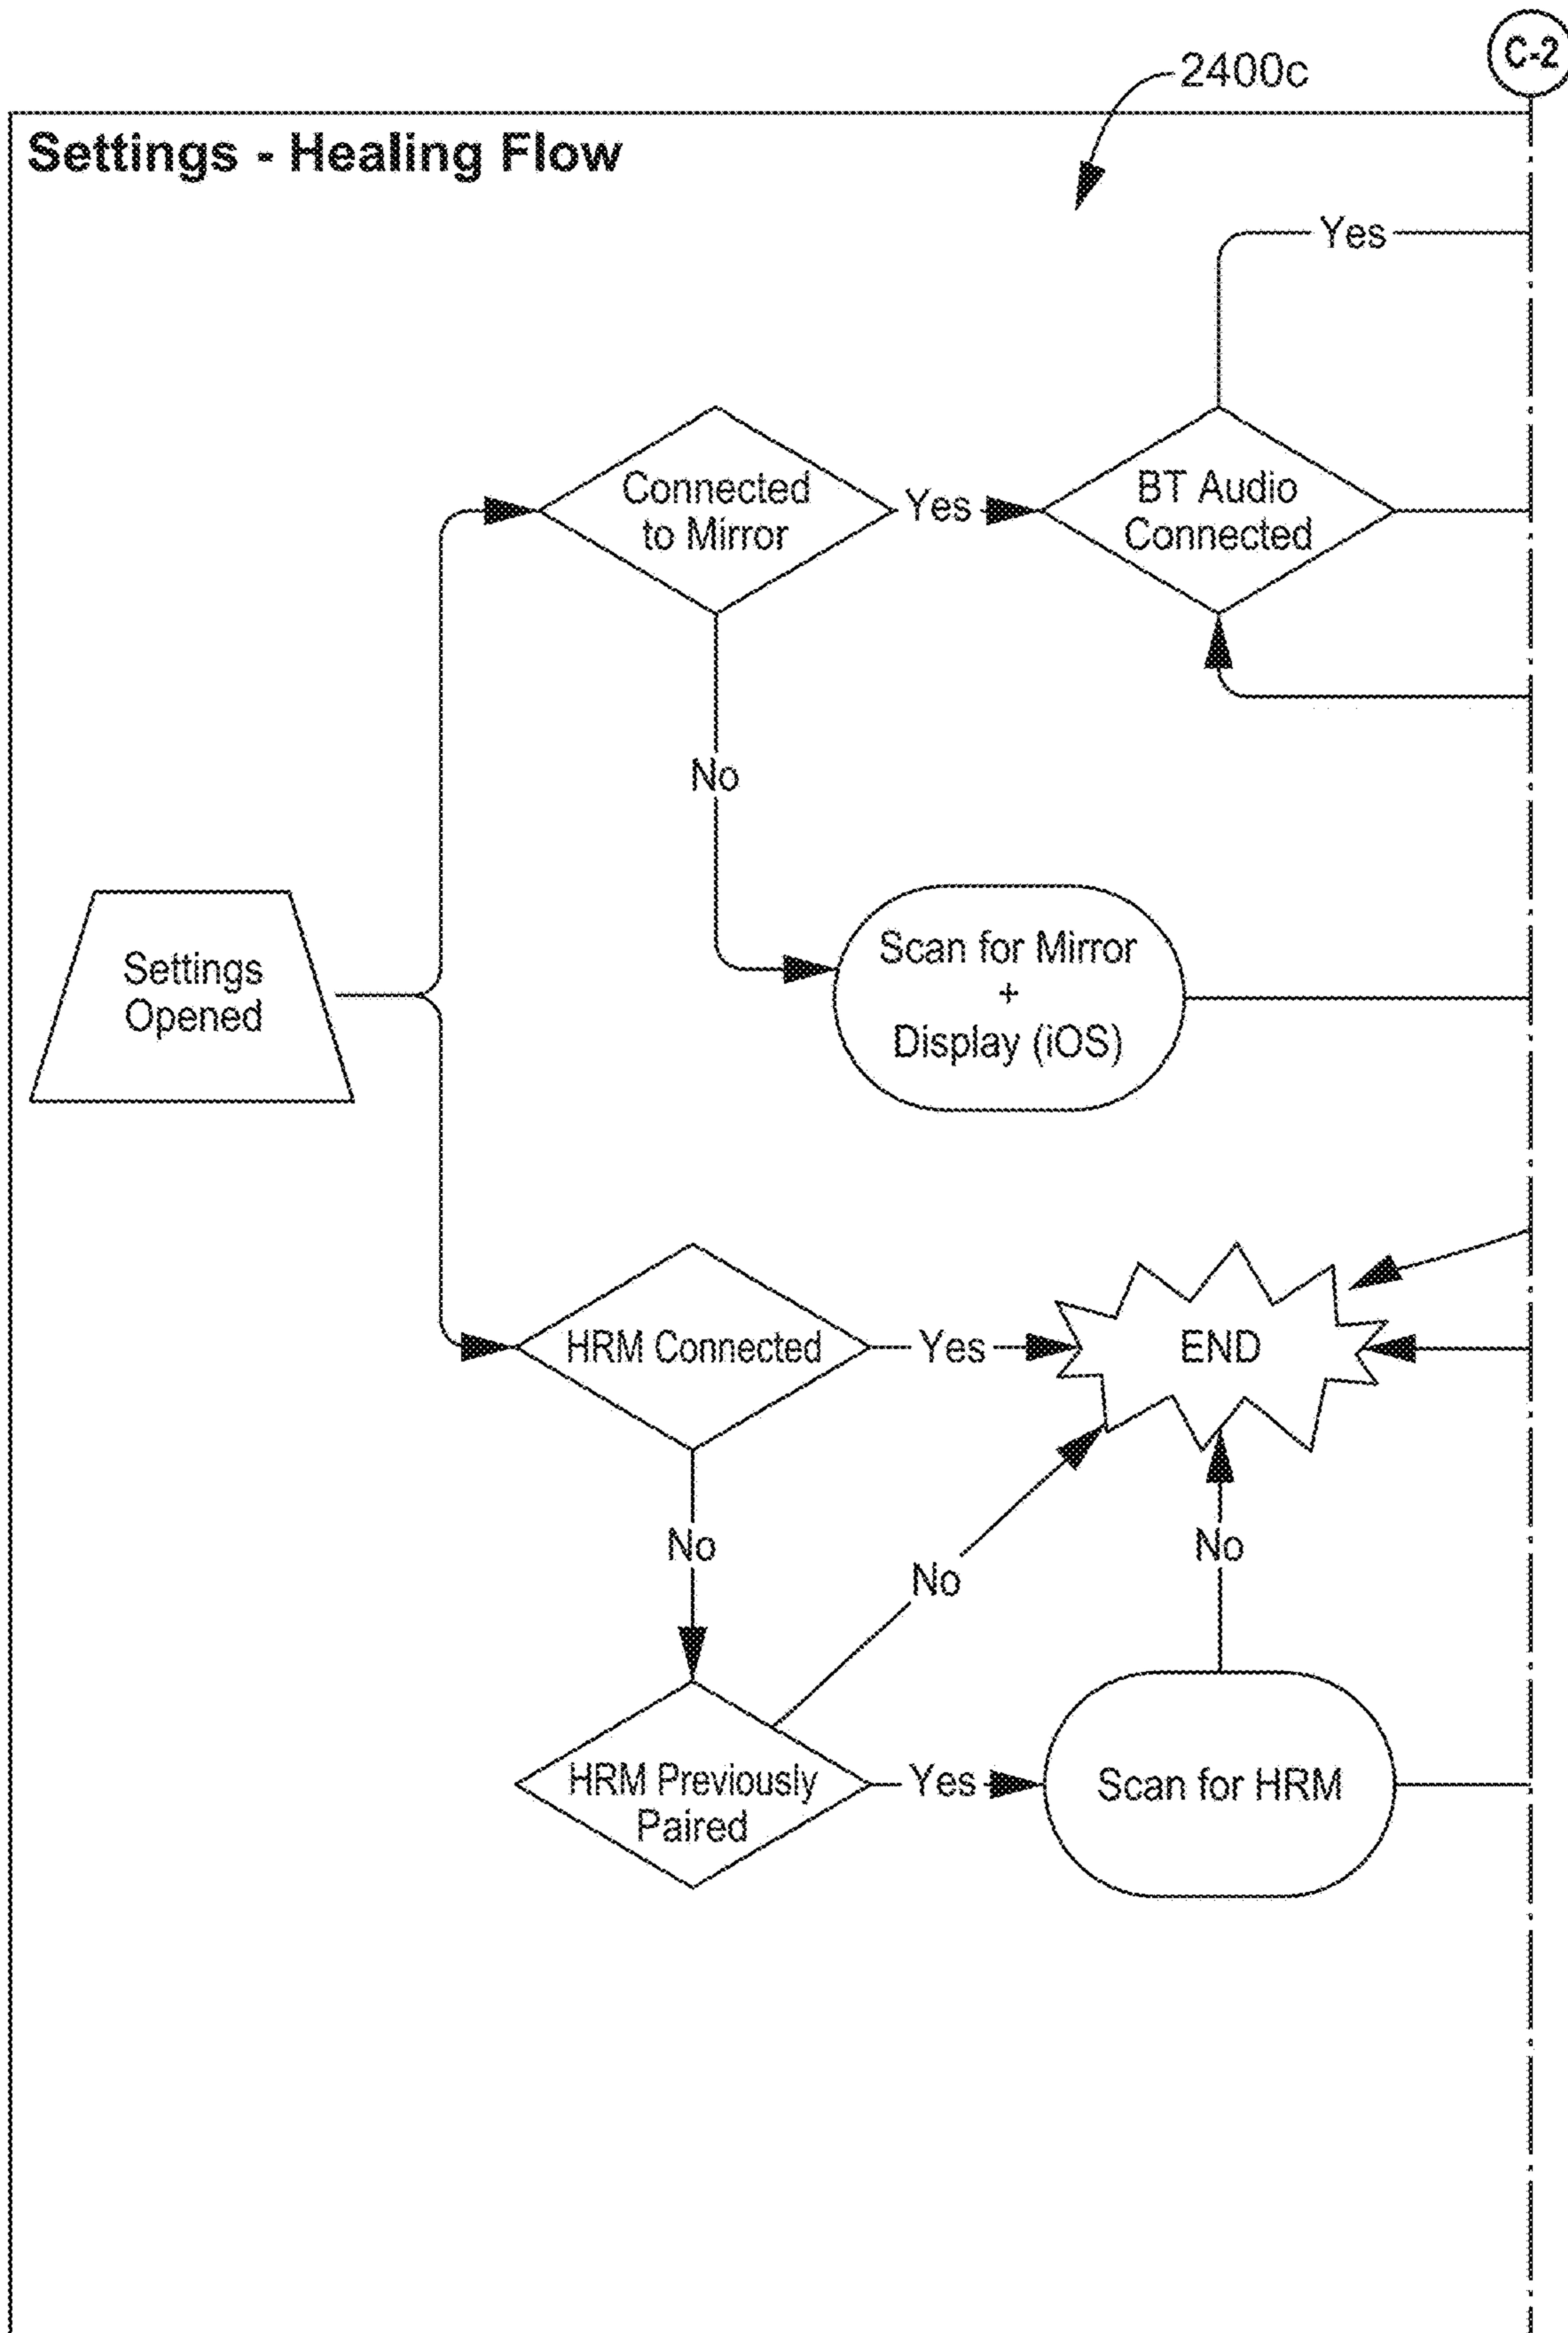 C-2
2400c
Settings - Healing Flow
Yes
Connected
to Mirror
Yes
BT Audio
Connected
No
Settings
Opened
Scan for Mirror
+
Display (iOS)
HRM Connected
Yes
END
No
No
No
HRM Previously
Paired
Yes
Scan for HRM